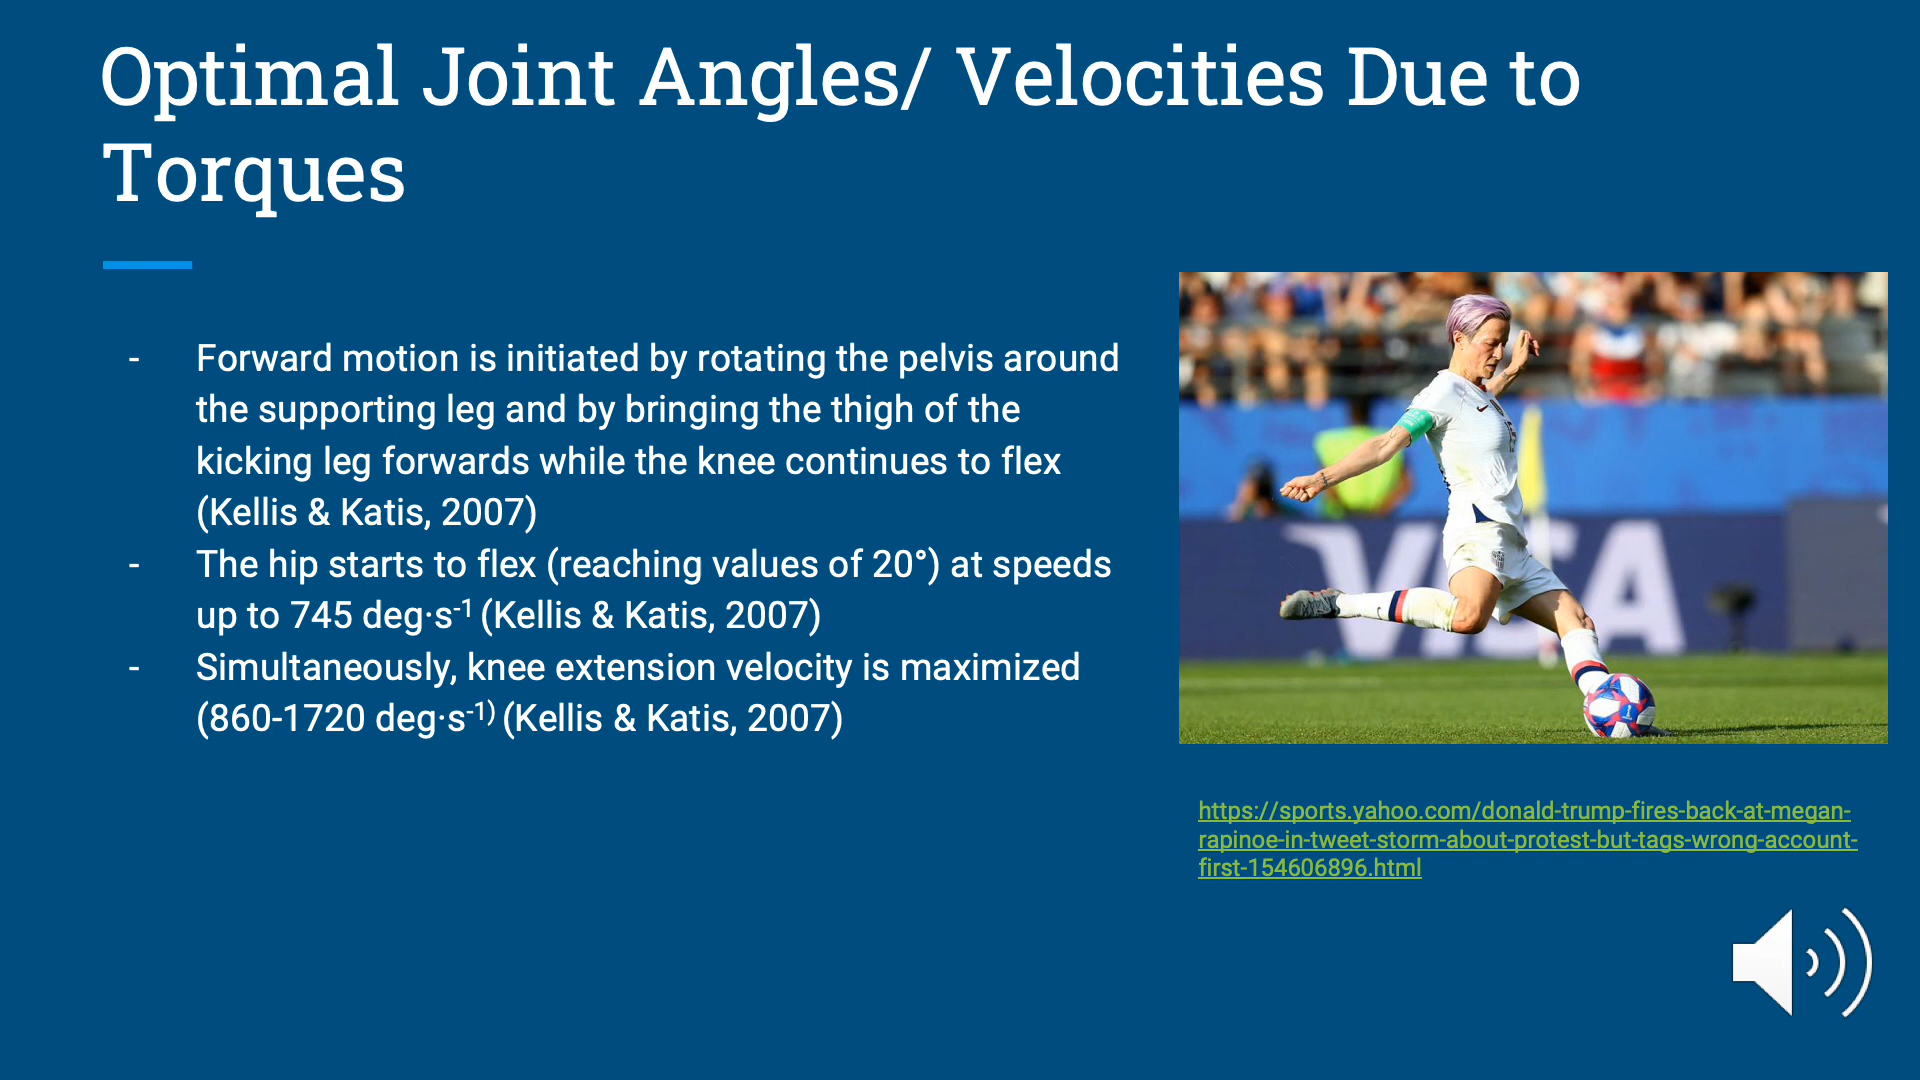 Optimal Joint Angles/ Velocities Due to
Torques
- Forward motion is initiated by rotating the pelvis around
the supporting leg and by bringing the thigh of the
kicking leg forwards while the knee continues to flex
(Kellis & Katis, 2007)
- The hip starts to flex (reaching values of 20°) at speeds
up to 745 deg·s-1 (Kellis & Katis, 2007)
- Simultaneously, knee extension velocity is maximized
(860-1720 deg·s-1) (Kellis & Katis, 2007)
VISA
https://sports.yahoo.com/donald-trump-fires-back-at-megan-
rapinoe-in-tweet-storm-about-protest-but-tags-wrong-account-
first-154606896.html